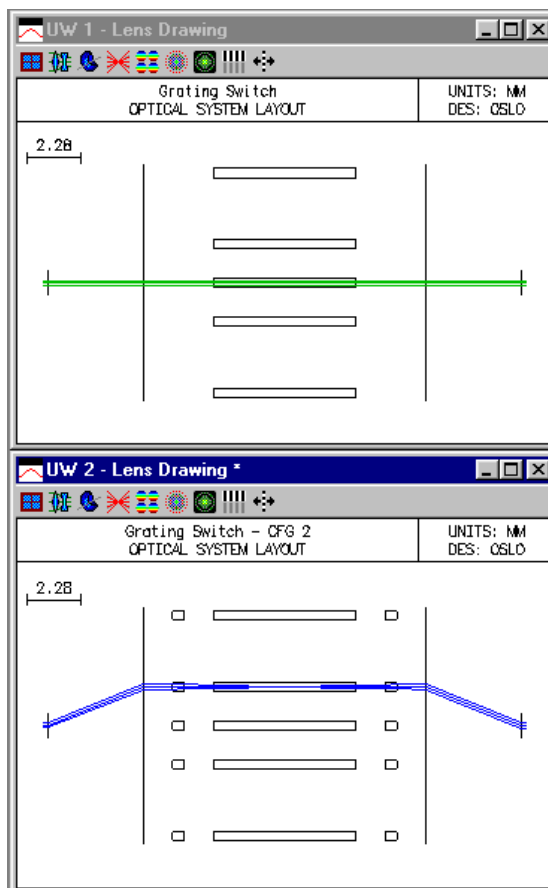 UW 1 - Lens Drawing
Grating Switch
OPTICAL SYSTEM LAYOUT
UNITS: MM
DES: OSLO
2.28
UW 2 - Lens Drawing *
Grating Switch - CFG 2
OPTICAL SYSTEM LAYOUT
UNITS: MM
DES: OSLO
2.28